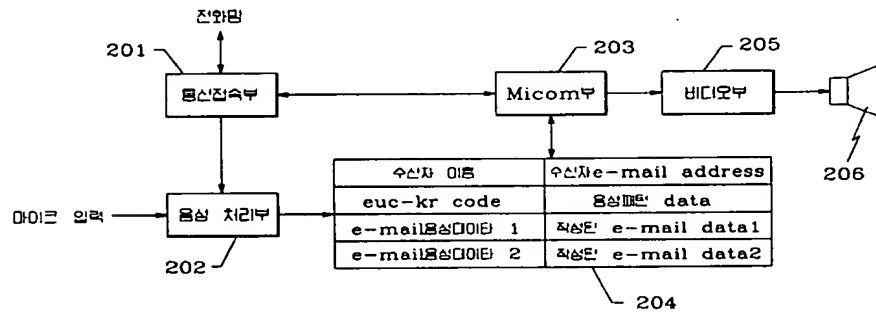 전화망
201
203
205
통신접속부
Micom부
비디오부
206
수신자 이름
수신자e-mail address
euc-kr code
음성패턴 data
마이크 입력
음성 처리부
e-mail음성데이타 1
작성된 e-mail data1
e-mail음성데이타 2
작성된 e-mail data2
202
204